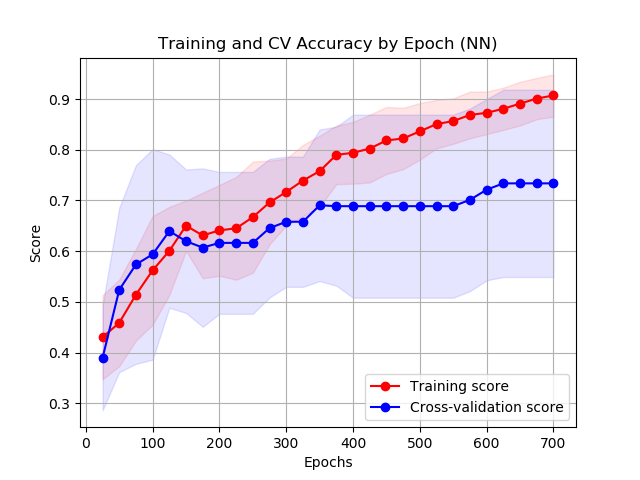 Training and CV Accuracy by Epoch (NN)
0.9
0.8
0.7
0.6
0.5
0.4
0.3
Score
0 100 200 300 400 500 600 700
Epochs
Training score
Cross-validation score